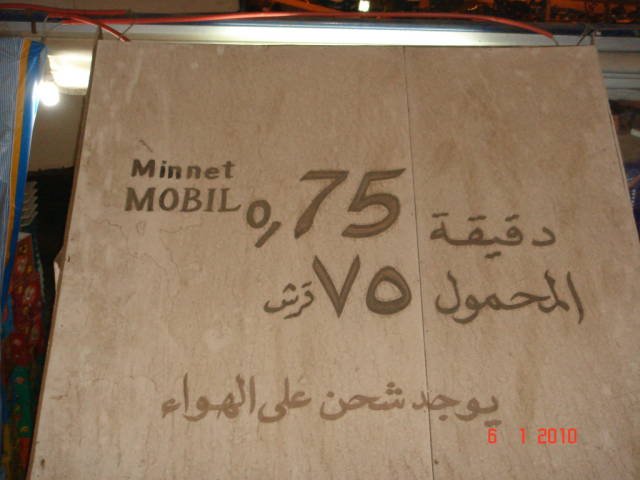 Minnet
MOBIL 0,75
دقيقة
المحمول ٧٥ قرش
يوجد شحن على الهواء
6 1 2010